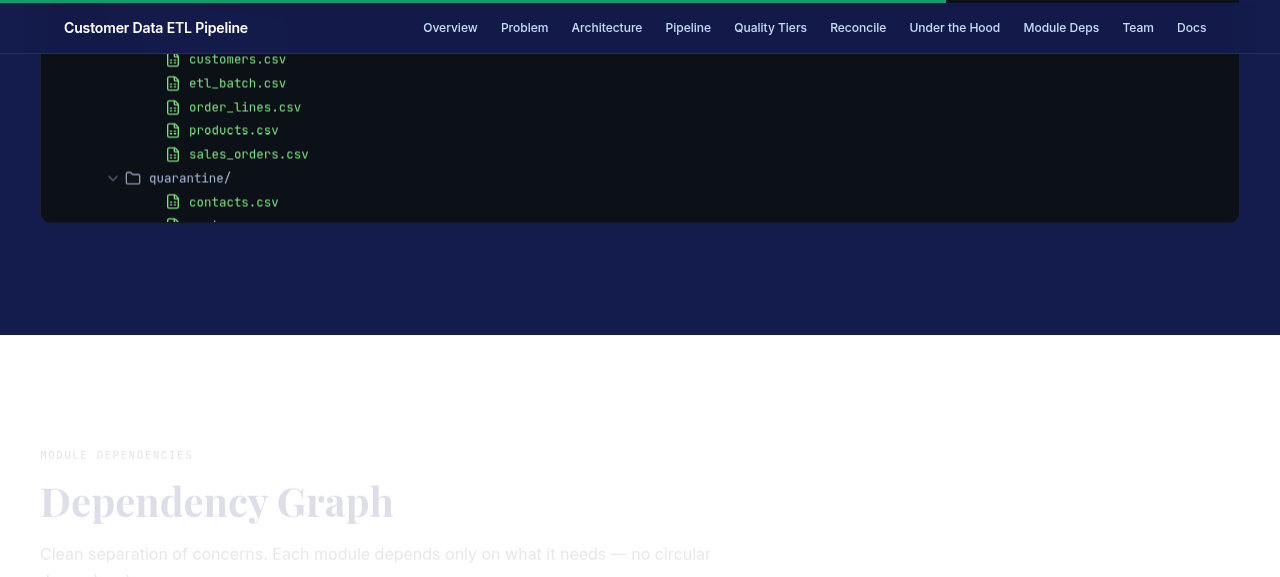 Customer Data ETL Pipeline
Overview Problem Architecture Pipeline Quality Tiers Reconcile Under the Hood Module Deps Team Docs
customers.csv
etl_batch.csv
order_lines.csv
products.csv
sales_orders.csv
quarantine/
contacts.csv
MODULE DEPENDENCIES
Dependency Graph
Clean separation of concerns. Each module depends only on what it needs — no circular